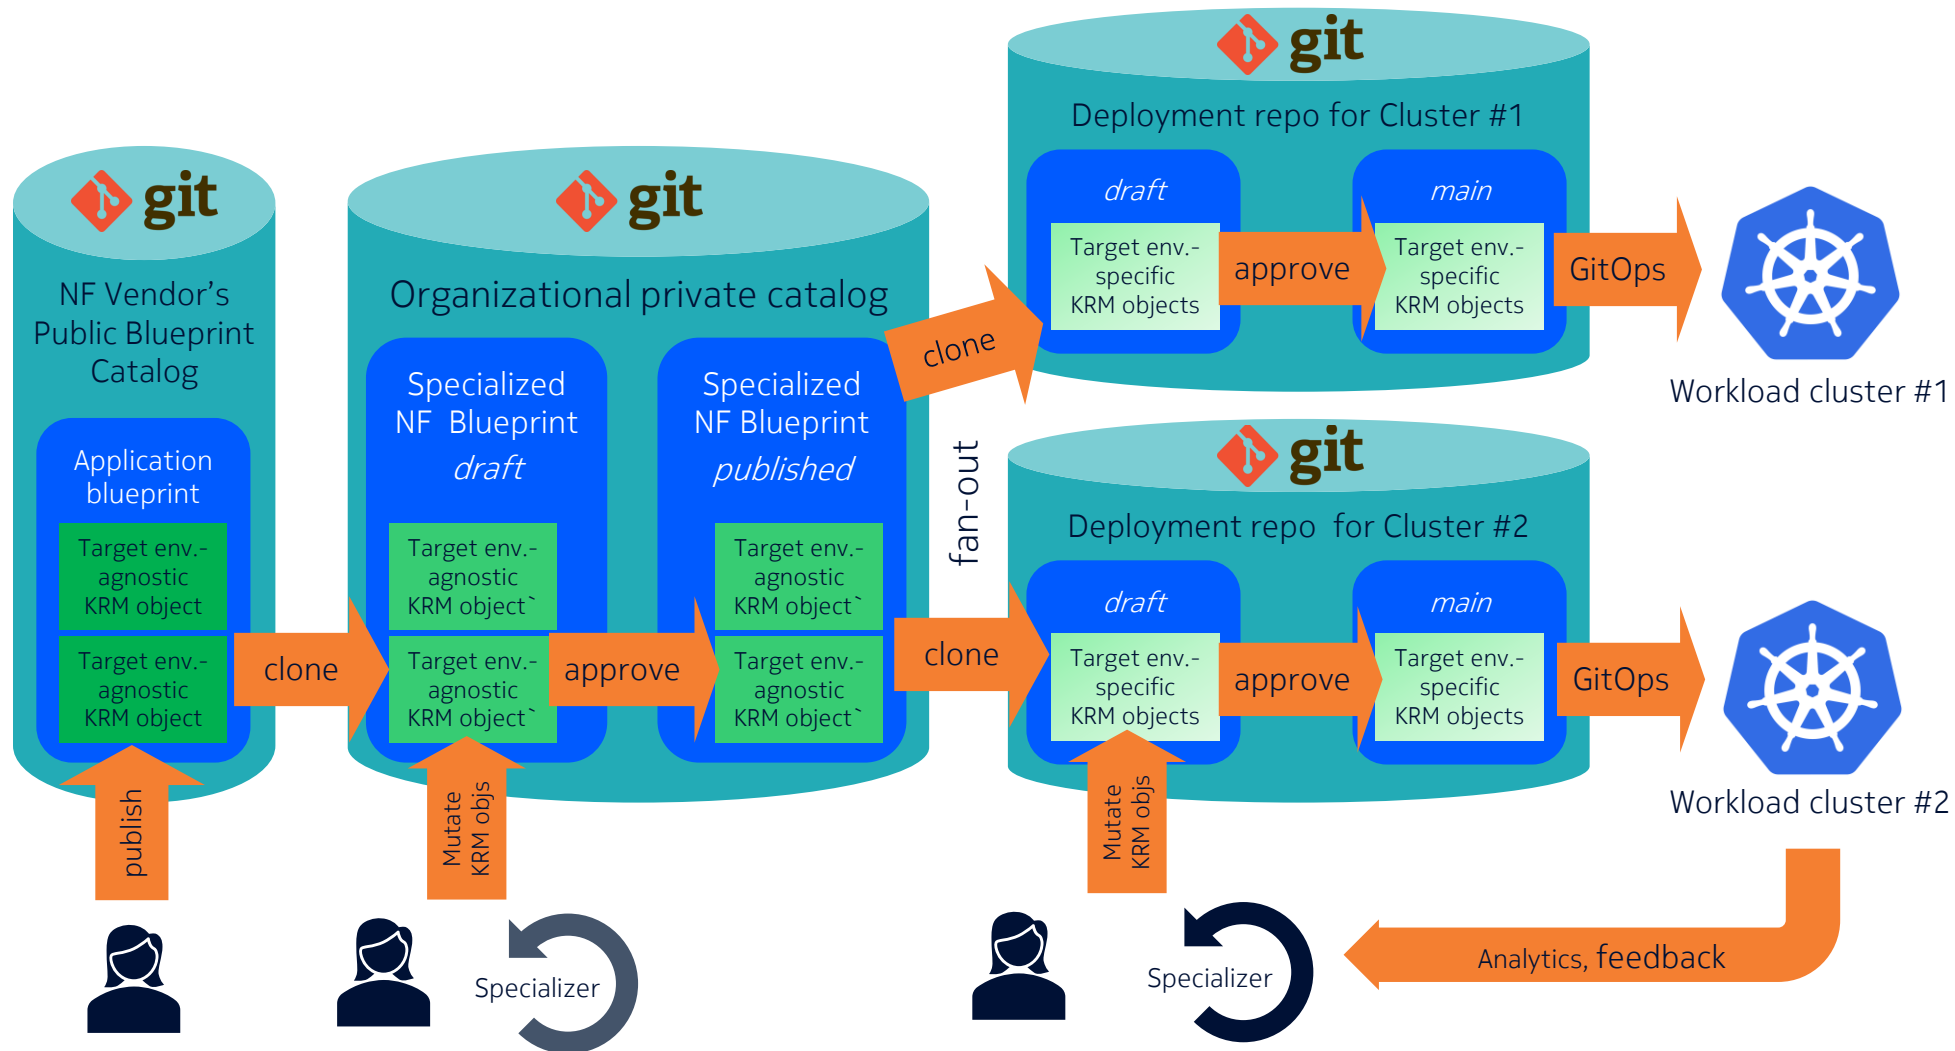 git
NF Vendor's
Public Blueprint
Catalog
Application
blueprint
Target env.-
agnostic
KRM object
Target env.-
agnostic
KRM object
publish
clone
git
Organizational private catalog
Specialized
NF  Blueprint
draft
Target env.-
agnostic
KRM object`
Target env.-
agnostic
KRM object`
Mutate
KRM objs
Specializer
approve
Specialized
NF Blueprint
published
Target env.-
agnostic
KRM object`
Target env.-
agnostic
KRM object`
clone
fan-out
clone
git
Deployment repo for Cluster #1
draft
Target env.-
specific
KRM objects
approve
main
Target env.-
specific
KRM objects
GitOps
Workload cluster #1
git
Deployment repo  for Cluster #2
draft
Target env.-
specific
KRM objects
approve
main
Target env.-
specific
KRM objects
GitOps
Workload cluster #2
Mutate
KRM objs
Specializer
Analytics, feedback